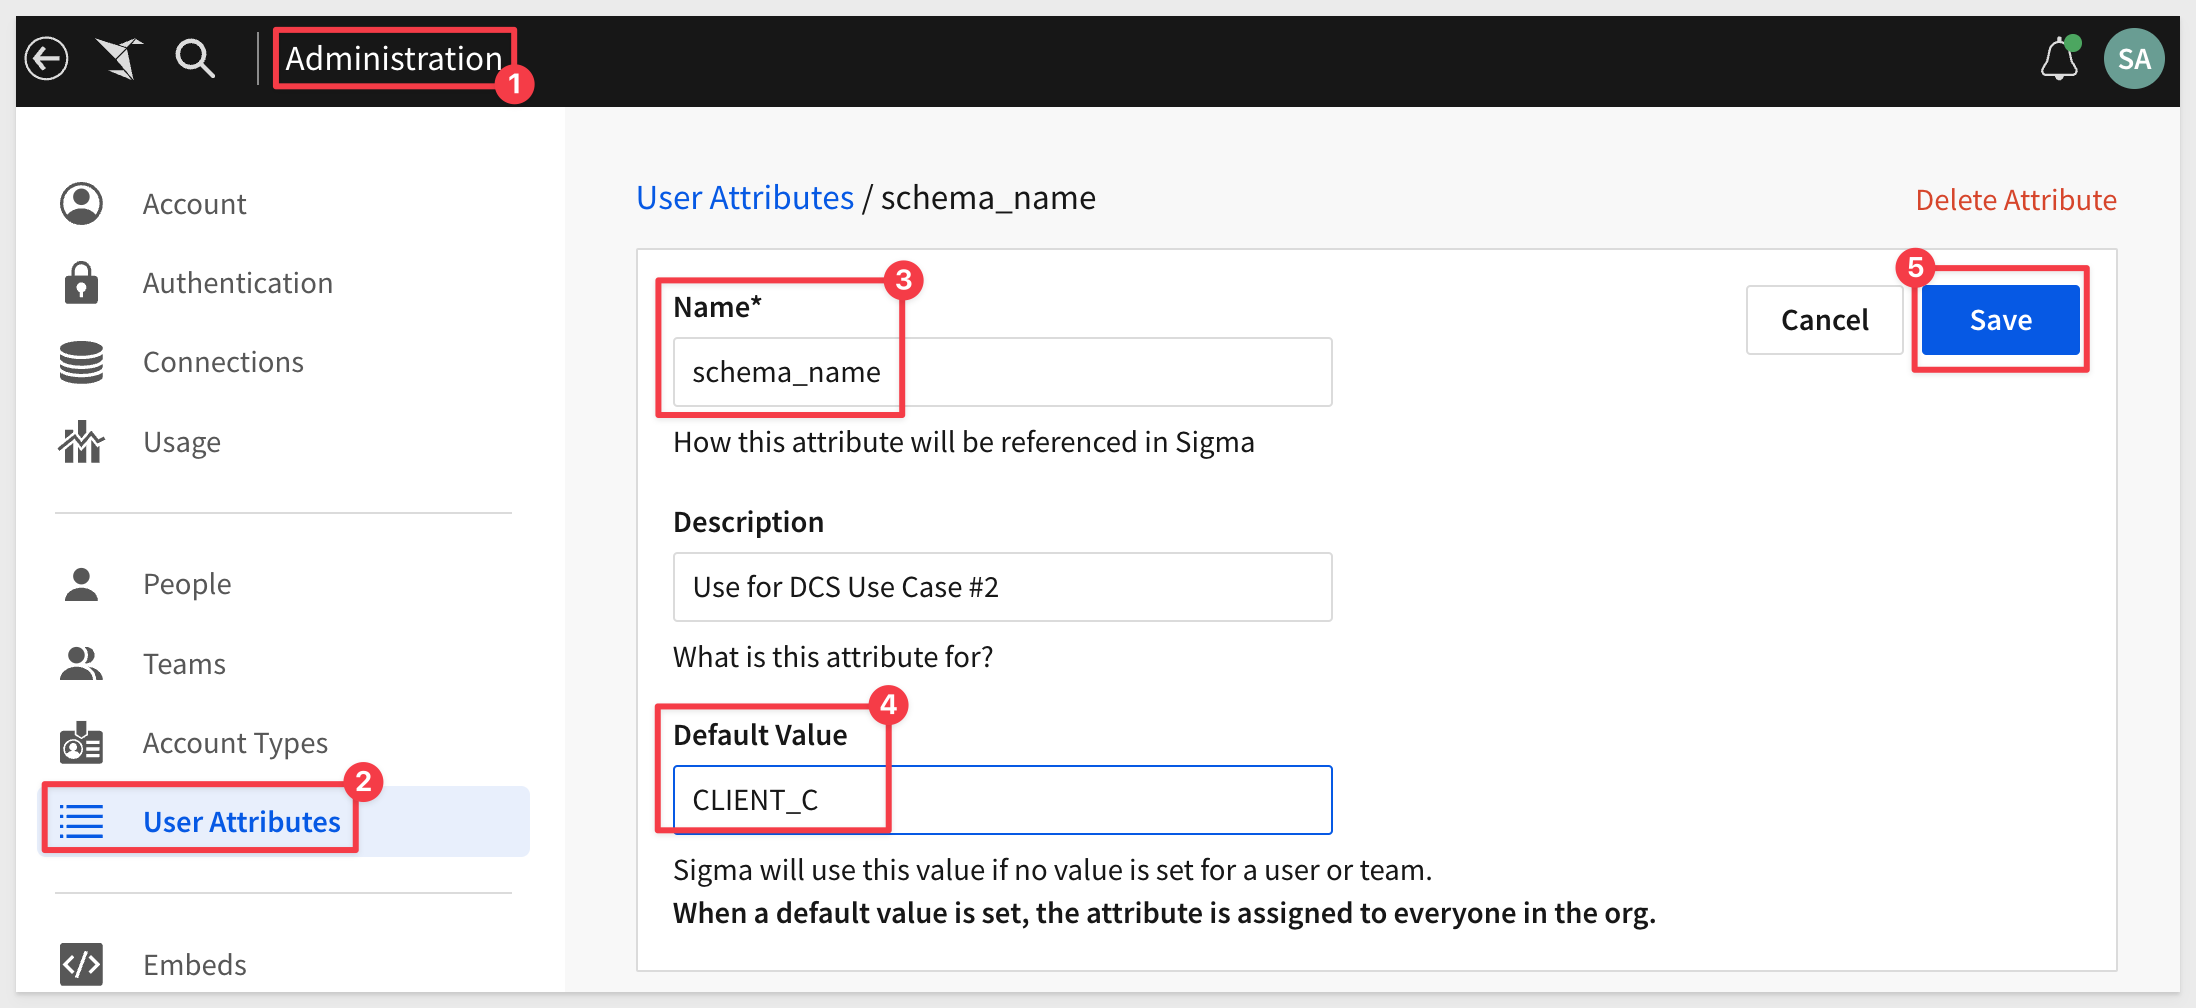 Administration
1
SA
Account
Authentication
Connections
Usage
People
Teams
Account Types
2
User Attributes
Embeds
User Attributes / schema_name
Delete Attribute
3
Name*
schema_name
How this attribute will be referenced in Sigma
5
Cancel
Save
Description
Use for DCS Use Case #2
What is this attribute for?
4
Default Value
CLIENT_C
Sigma will use this value if no value is set for a user or team.
When a default value is set, the attribute is assigned to everyone in the org.